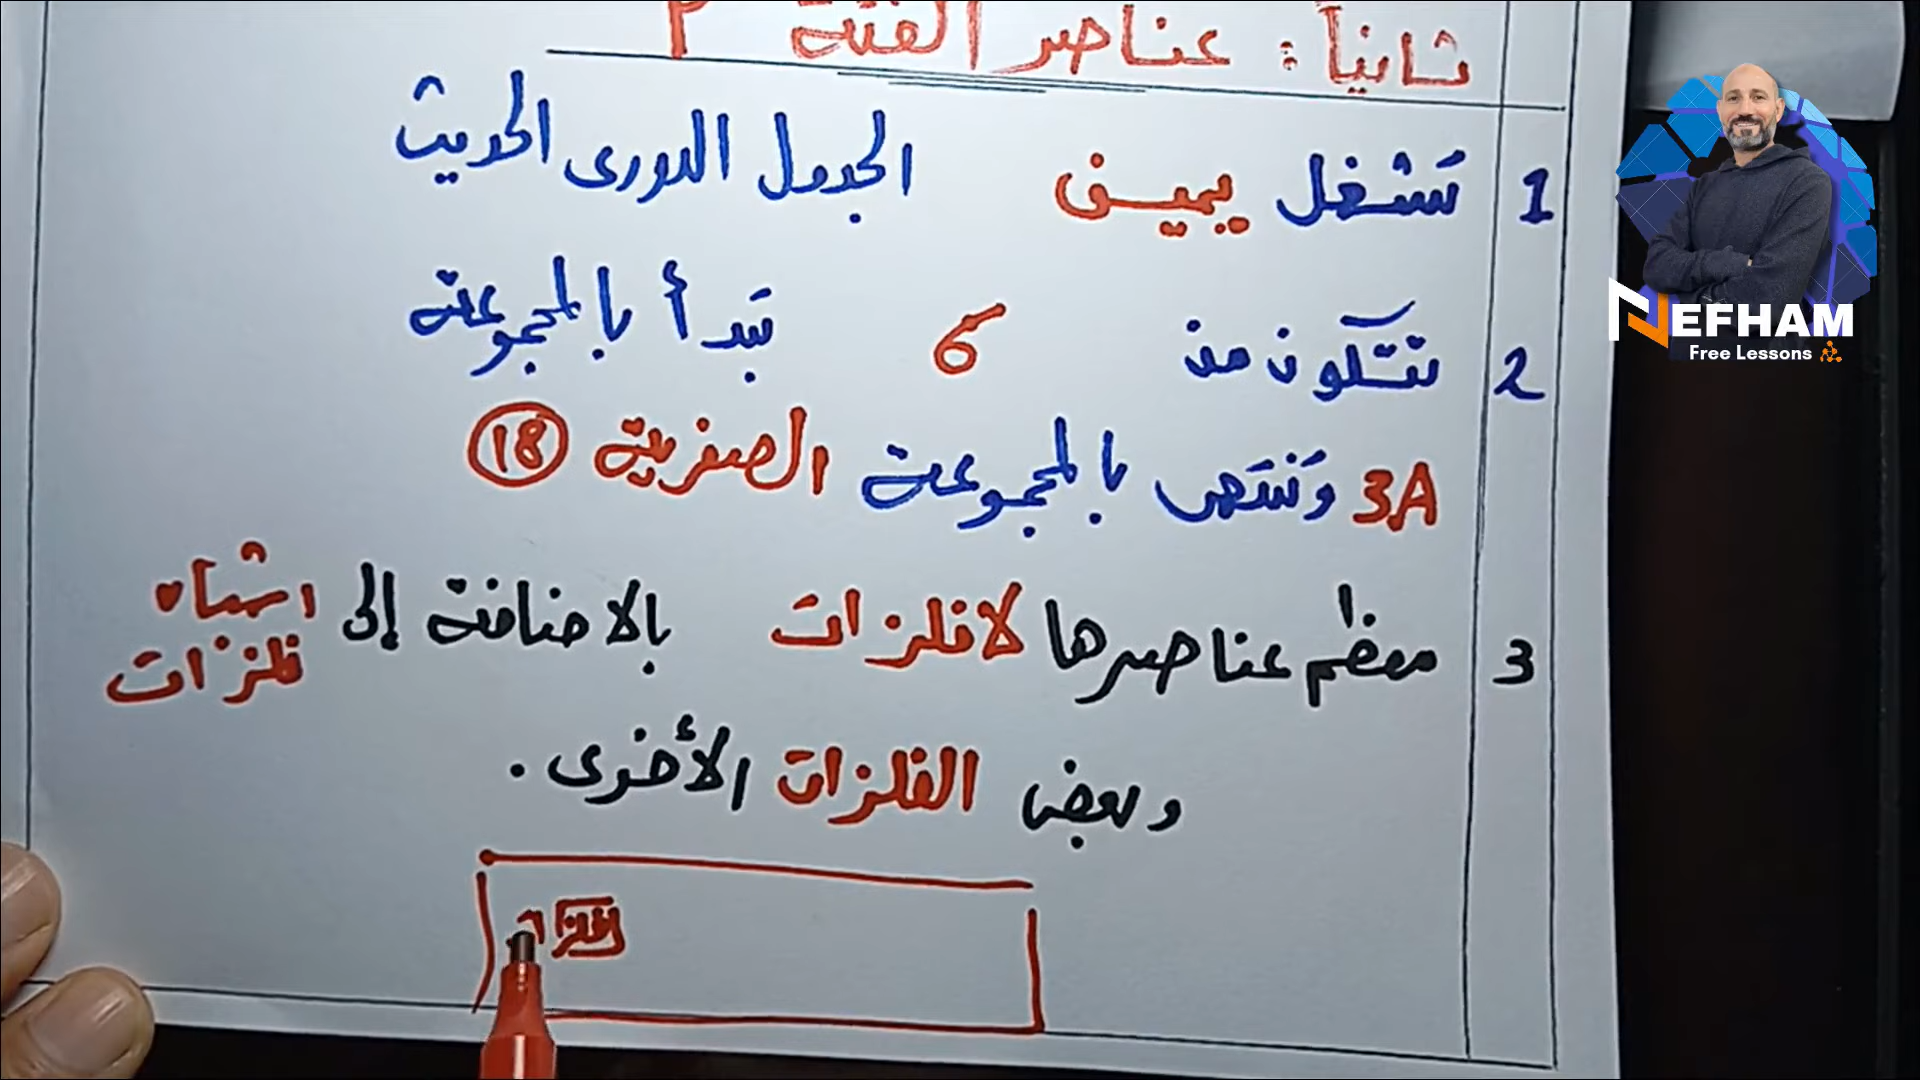 ثانياً : عناصر الفئة P
1 تشغل يمين الجدول الدورى الحديث
2 تتكون من 6 تبدأ بالمجموعة
3A وتنتهى بالمجموعة الصفرية 18
3 معظم عناصرها لافلزات بالاضافة إلى اشباه
فلزات
وبعض الفلزات الأخرى .
NEFHAM
Free Lessons